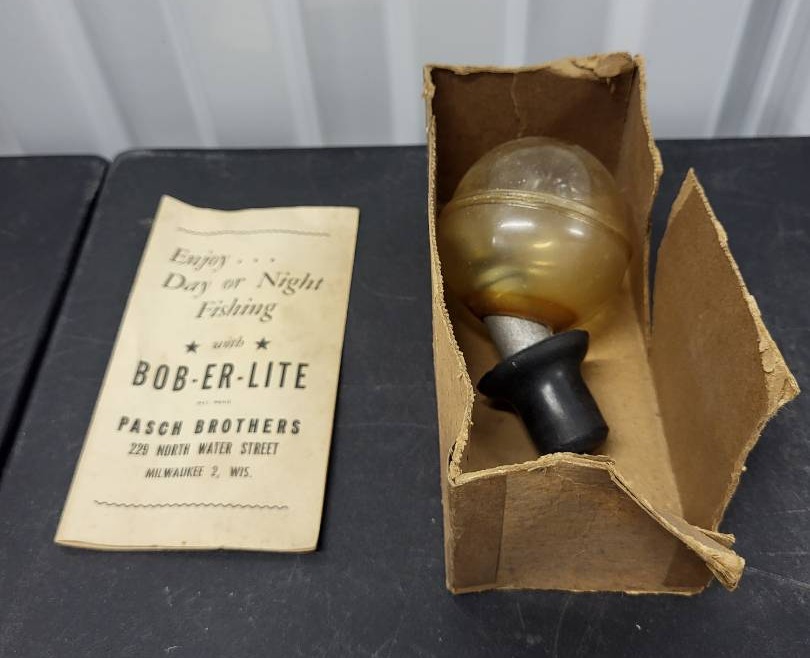 Enjoy . . .
Day or Night
Fishing
★ with ★
BOB-ER-LITE
PASCH BROTHERS
229 NORTH WATER STREET
MILWAUKEE 2, WIS.